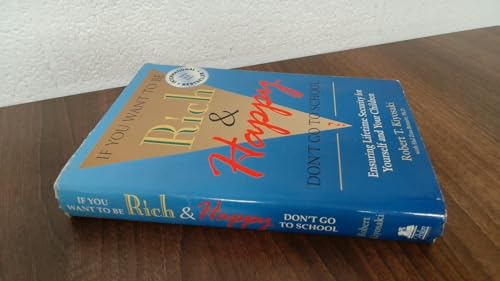 IF YOU WANT TO BE
Rich
&
Happy
DON'T GO TO SCHOOL
?
Ensuring Lifetime Security for
Yourself and Your Children
Robert T. Kiyosaki
IF YOU
WANT TO BE
Rich & Happy
DON'T GO
TO SCHOOL
Robert
Kiyosaki